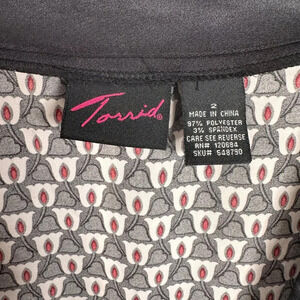 Torrid®
2
MADE IN CHINA
97% POLYESTER
3% SPANDEX
CARE SEE REVERSE
RN# 120684
SKU# 548790